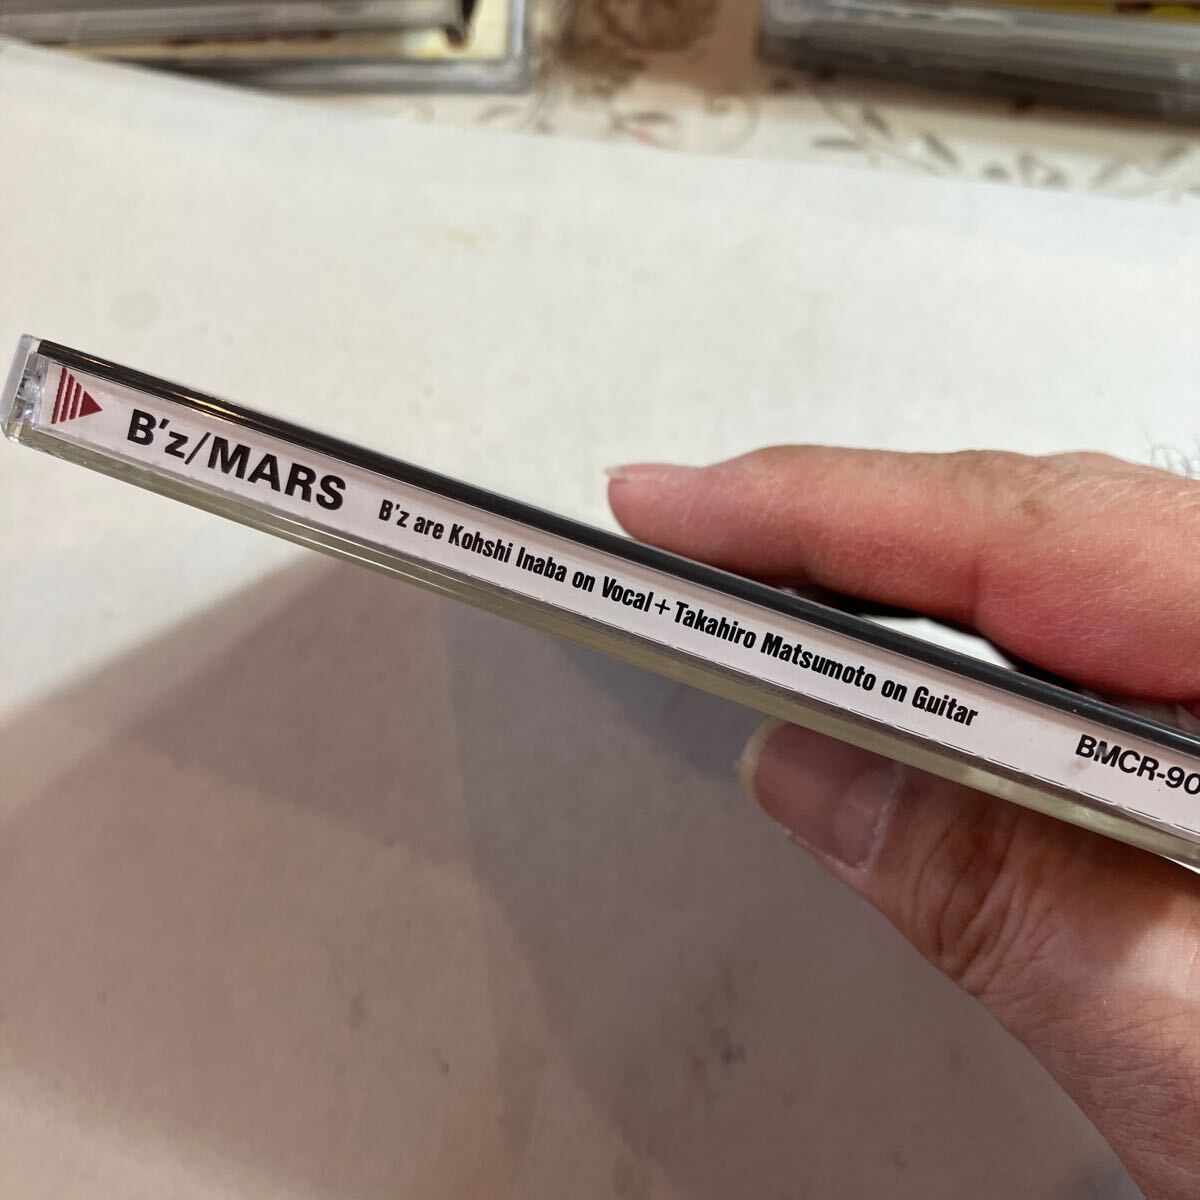 B'z/MARS B'z are Kohshi Inaba on Vocal+Takahiro Matsumoto on Guitar BMCR-90